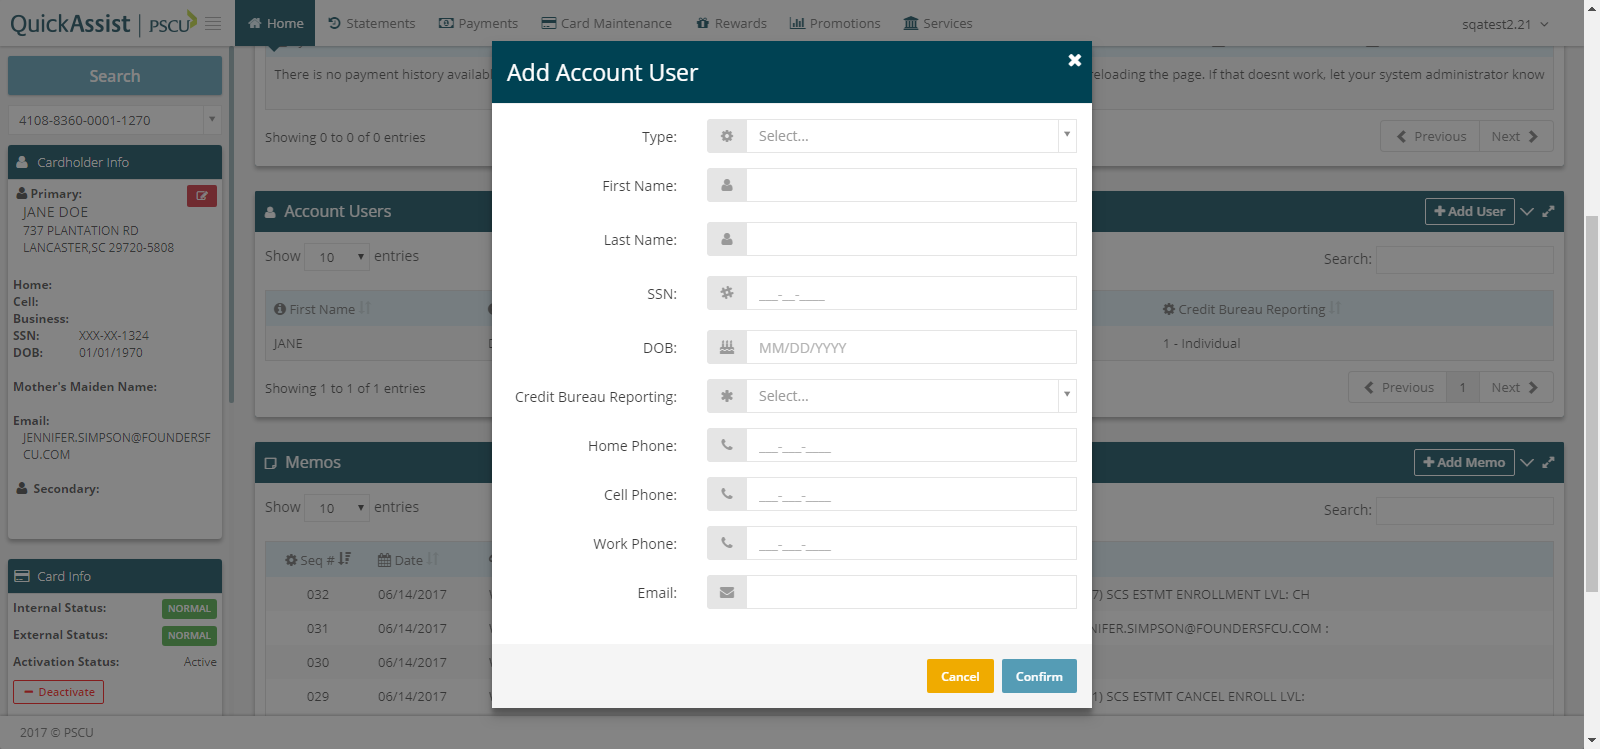 QuickAssist | PSCU
Home Statements Payments Card Maintenance Rewards Promotions Services
sqatest2.21
Search
4108-8360-0001-1270
Cardholder Info
Primary:
JANE DOE
737 PLANTATION RD
LANCASTER,SC 29720-5808
Home:
Cell:
Business:
SSN: XXX-XX-1324
DOB: 01/01/1970
Mother's Maiden Name:
Email:
JENNIFER.SIMPSON@FOUNDERSF
CU.COM
Secondary:
Card Info
Internal Status: NORMAL
External Status: NORMAL
Activation Status: Active
Deactivate
There is no payment history availab
reloading the page. If that doesnt work, let your system administrator know
Showing 0 to 0 of 0 entries
Previous Next
Account Users
+ Add User
Show 10 entries
Search:
First Name
Credit Bureau Reporting
JANE
1 - Individual
Showing 1 to 1 of 1 entries
Previous 1 Next
Memos
+ Add Memo
Show 10 entries
Search:
Seq # Date
032 06/14/2017
7) SCS ESTMT ENROLLMENT LVL: CH
031 06/14/2017
NIFER.SIMPSON@FOUNDERSFCU.COM :
030 06/14/2017
029 06/14/2017
1) SCS ESTMT CANCEL ENROLL LVL:
Add Account User
Type: Select...
First Name:
Last Name:
SSN: ___-__-____
DOB: MM/DD/YYYY
Credit Bureau Reporting: Select...
Home Phone: ___-___-____
Cell Phone: ___-___-____
Work Phone: ___-___-____
Email:
Cancel Confirm
2017 © PSCU